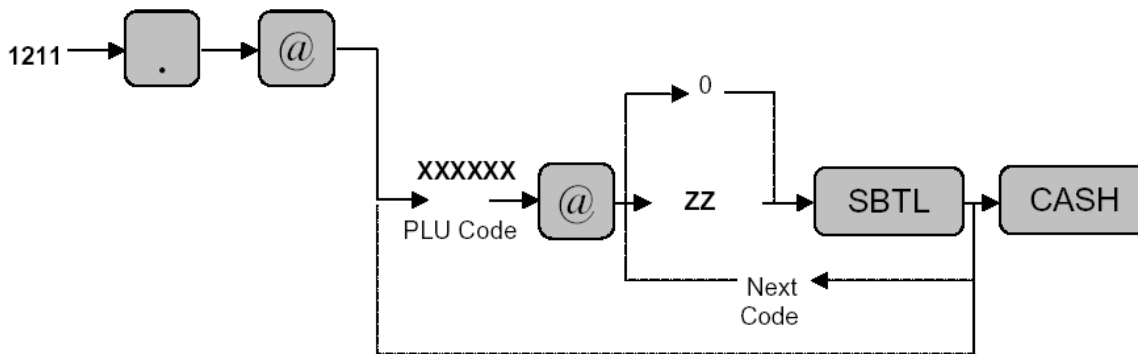 1211
.
@
XXXXXX
PLU Code
@
0
ZZ
SBTL
CASH
Next
Code